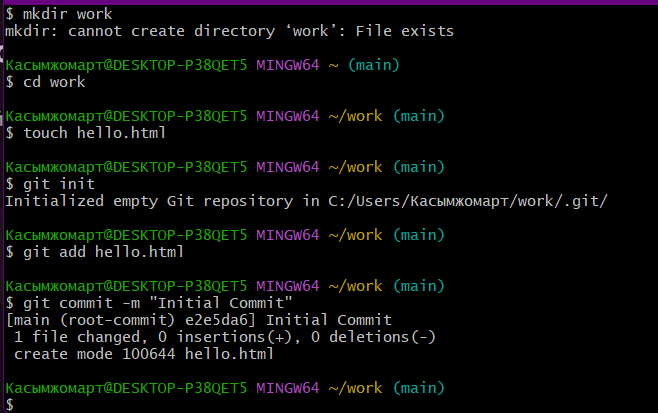 $ mkdir work
mkdir: cannot create directory ‘work’: File exists
Касымжомарт@DESKTOP-P38QET5 MINGW64 ~ (main)
$ cd work
Касымжомарт@DESKTOP-P38QET5 MINGW64 ~/work (main)
$ touch hello.html
Касымжомарт@DESKTOP-P38QET5 MINGW64 ~/work (main)
$ git init
Initialized empty Git repository in C:/Users/Касымжомарт/work/.git/
Касымжомарт@DESKTOP-P38QET5 MINGW64 ~/work (main)
$ git add hello.html
Касымжомарт@DESKTOP-P38QET5 MINGW64 ~/work (main)
$ git commit -m "Initial Commit"
[main (root-commit) e2e5da6] Initial Commit
 1 file changed, 0 insertions(+), 0 deletions(-)
 create mode 100644 hello.html
Касымжомарт@DESKTOP-P38QET5 MINGW64 ~/work (main)
$